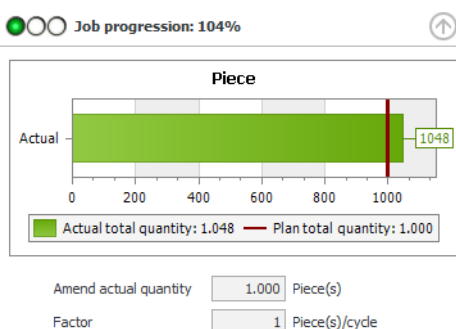 Job progression: 104%
Piece
Actual
1048
0 200 400 600 800 1000
Actual total quantity: 1.048 Plan total quantity: 1.000
Amend actual quantity 1.000 Piece(s)
Factor 1 Piece(s)/cycle